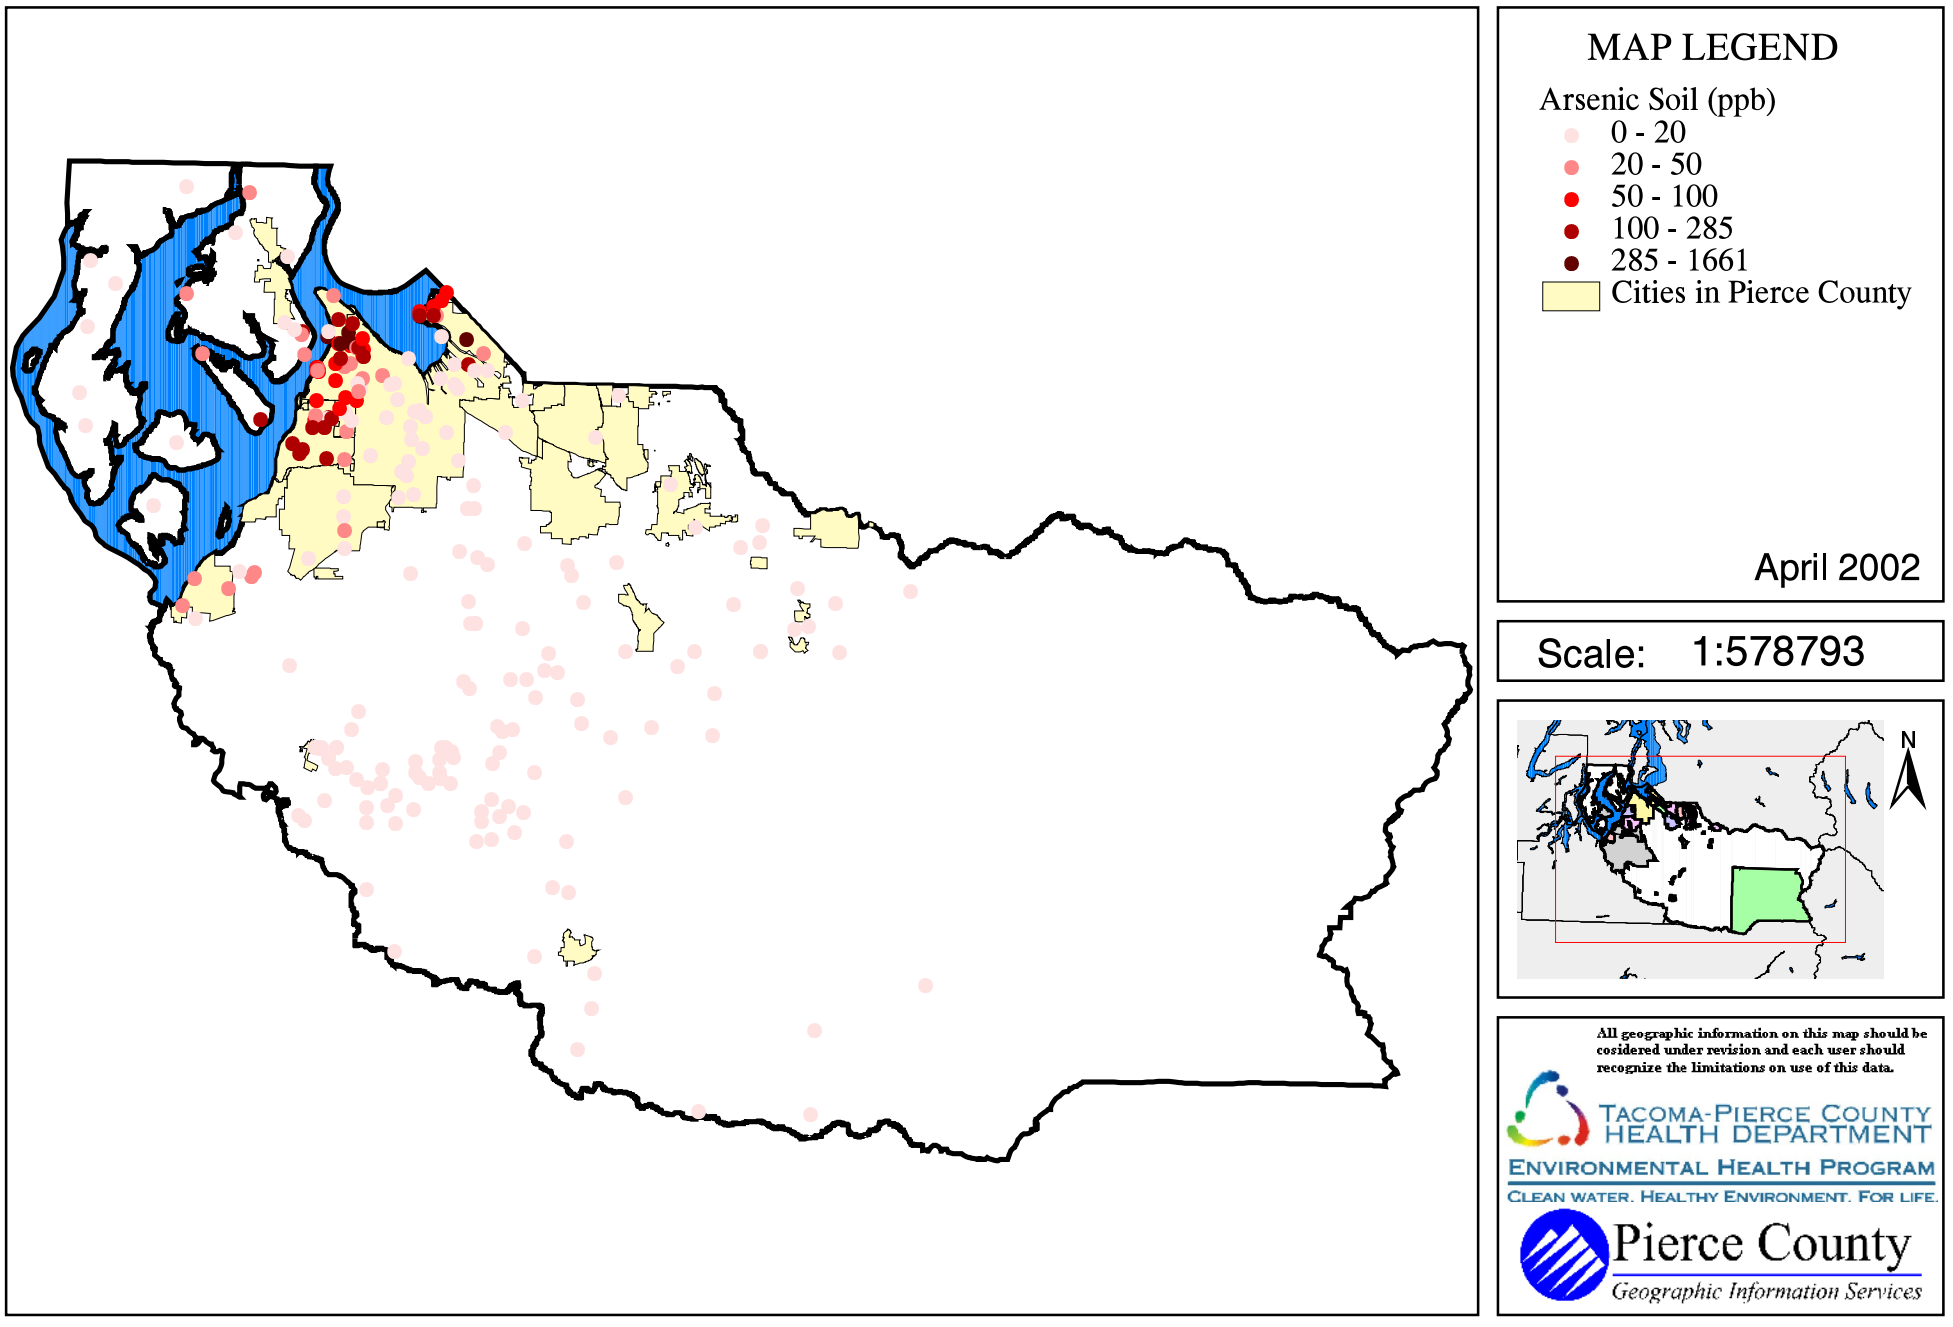 MAP LEGEND
Arsenic Soil (ppb)
0 - 20
20 - 50
50 - 100
100 - 285
285 - 1661
Cities in Pierce County
April 2002
Scale: 1:578793
N
All geographic information on this map should be
cosidered under revision and each user should
recognize the limitations on use of this data.
TACOMA-PIERCE COUNTY
HEALTH DEPARTMENT
ENVIRONMENTAL HEALTH PROGRAM
CLEAN WATER. HEALTHY ENVIRONMENT. FOR LIFE.
Pierce County
Geographic Information Services